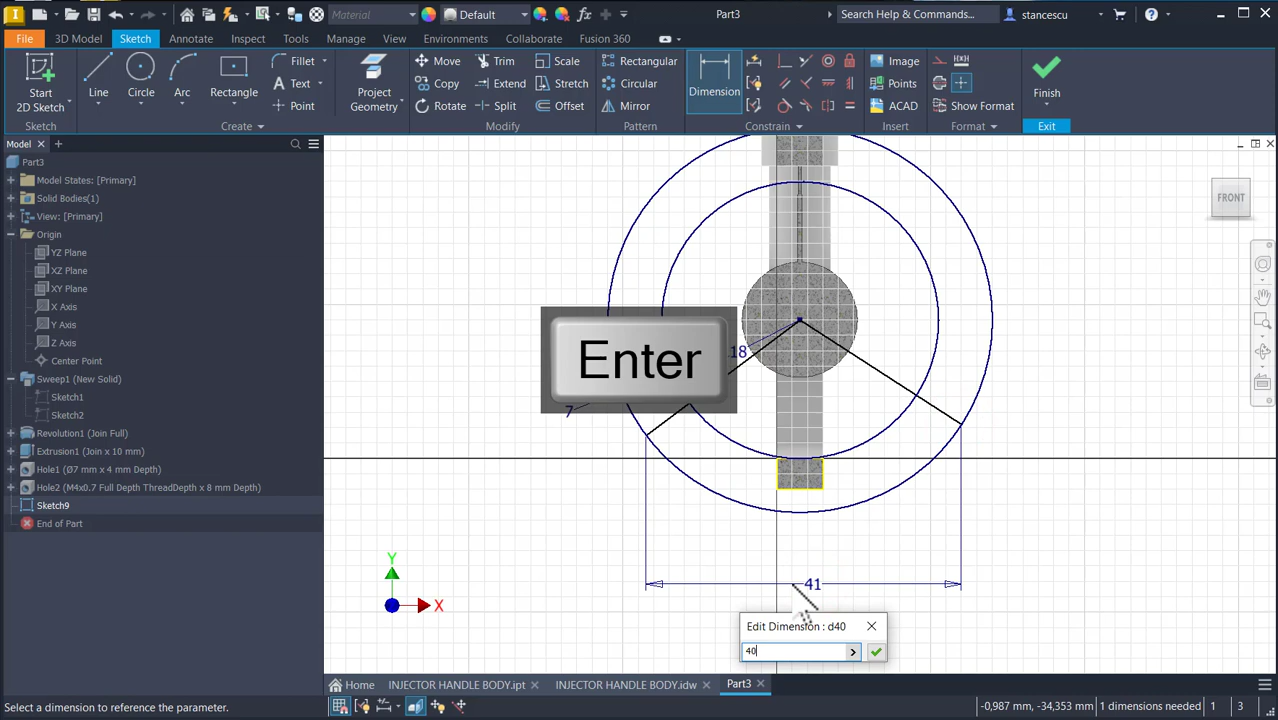 Material
Default
Part3
Search Help & Commands...
stancescu
File
3D Model
Sketch
Annotate
Inspect
Tools
Manage
View
Environments
Collaborate
Fusion 360
Start
2D Sketch
Line
Circle
Arc
Rectangle
Fillet
Text
Point
Project
Geometry
Move
Copy
Rotate
Trim
Extend
Split
Scale
Stretch
Offset
Rectangular
Circular
Mirror
Dimension
Image
Points
ACAD
Show Format
Finish
Sketch
Create
Modify
Pattern
Constrain
Insert
Format
Exit
Model
Part3
Model States: [Primary]
Solid Bodies(1)
View: [Primary]
Origin
YZ Plane
XZ Plane
XY Plane
X Axis
Y Axis
Z Axis
Center Point
Sweep1 (New Solid)
Sketch1
Sketch2
Revolution1 (Join Full)
Extrusion1 (Join x 10 mm)
Hole1 (Ø7 mm x 4 mm Depth)
Hole2 (M4x0.7 Full Depth ThreadDepth x 8 mm Depth)
Sketch9
End of Part
FRONT
Enter
18
7
41
Y
X
Edit Dimension : d40
40
Home
INJECTOR HANDLE BODY.ipt
INJECTOR HANDLE BODY.idw
Part3
Select a dimension to reference the parameter.
-0,987 mm, -34,353 mm
1 dimensions needed
1
3